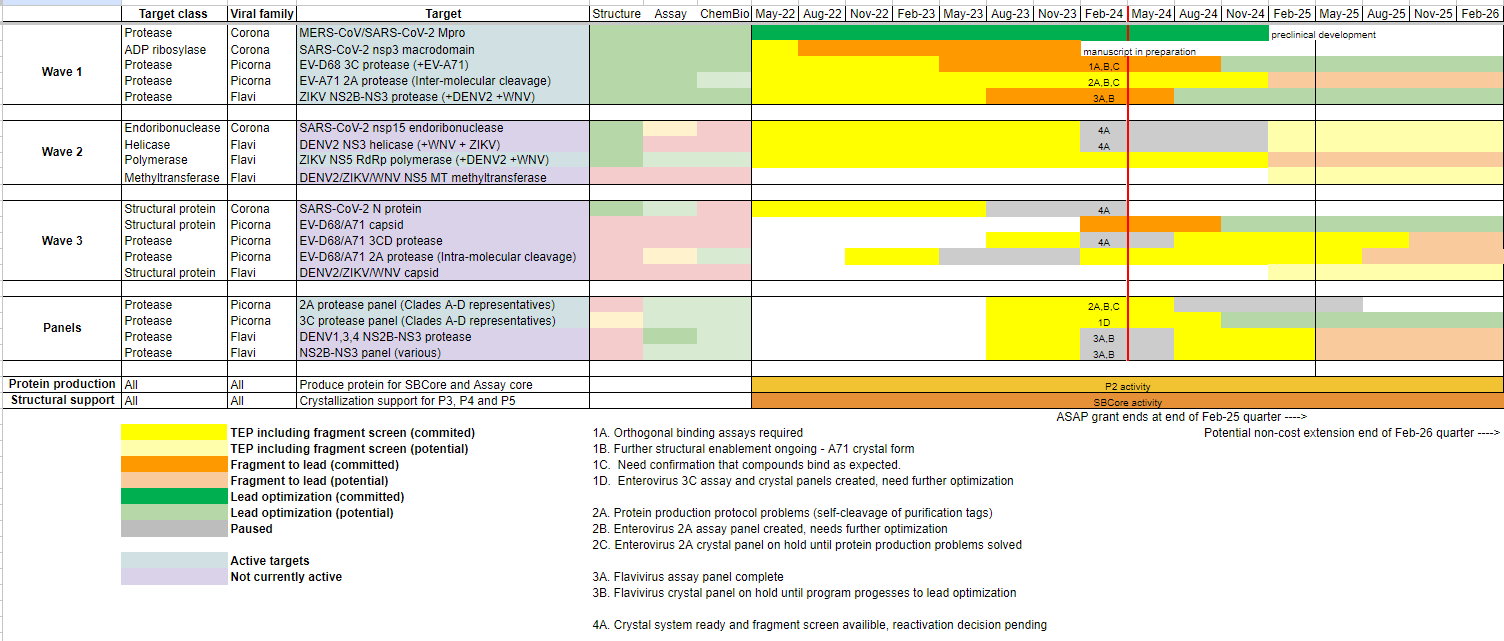 Target class Viral family Target Structure Assay ChemBio May-22 Aug-22 Nov-22 Feb-23 May-23 Aug-23 Nov-23 Feb-24 May-24 Aug-24 Nov-24 Feb-25 May-25 Aug-25 Nov-25 Feb-26
Protease Corona MERS-CoV/SARS-CoV-2 Mpro preclinical development
ADP ribosylase Corona SARS-CoV-2 nsp3 macrodomain manuscript in preparation
Protease Picorna EV-D68 3C protease (+EV-A71) 1A,B,C
Wave 1
Protease Picorna EV-A71 2A protease (Inter-molecular cleavage) 2A,B,C
Protease Flavi ZIKV NS2B-NS3 protease (+DENV2 +WNV) 3A,B
Endoribonuclease Corona SARS-CoV-2 nsp15 endoribonuclease 4A
Helicase Flavi DENV2 NS3 helicase (+WNV + ZIKV) 4A
Wave 2
Polymerase Flavi ZIKV NS5 RdRp polymerase (+DENV2 +WNV)
Methyltransferase Flavi DENV2/ZIKV/WNV NS5 MT methyltransferase
Structural protein Corona SARS-CoV-2 N protein 4A
Structural protein Picorna EV-D68/A71 capsid
Wave 3 Protease Picorna EV-D68/A71 3CD protease 4A
Protease Picorna EV-D68/A71 2A protease (Intra-molecular cleavage)
Structural protein Flavi DENV2/ZIKV/WNV capsid
Protease Picorna 2A protease panel (Clades A-D representatives) 2A,B,C
Protease Picorna 3C protease panel (Clades A-D representatives) 1D
Panels
Protease Flavi DENV1,3,4 NS2B-NS3 protease 3A,B
Protease Flavi NS2B-NS3 panel (various) 3A,B
Protein production All All Produce protein for SBCore and Assay core P2 activity
Structural support All All Crystallization support for P3, P4 and P5 SBCore activity
ASAP grant ends at end of Feb-25 quarter ---->
TEP including fragment screen (commited) 1A. Orthogonal binding assays required Potential non-cost extension end of Feb-26 quarter ---->
TEP including fragment screen (potential) 1B. Further structural enablement ongoing - A71 crystal form
Fragment to lead (committed) 1C. Need confirmation that compounds bind as expected.
Fragment to lead (potential) 1D. Enterovirus 3C assay and crystal panels created, need further optimization
Lead optimization (committed)
Lead optimization (potential) 2A. Protein production protocol problems (self-cleavage of purification tags)
Paused 2B. Enterovirus 2A assay panel created, needs further optimization
2C. Enterovirus 2A crystal panel on hold until protein production problems solved
Active targets
Not currently active 3A. Flavivirus assay panel complete
3B. Flavivirus crystal panel on hold until program progesses to lead optimization
4A. Crystal system ready and fragment screen availible, reactivation decision pending